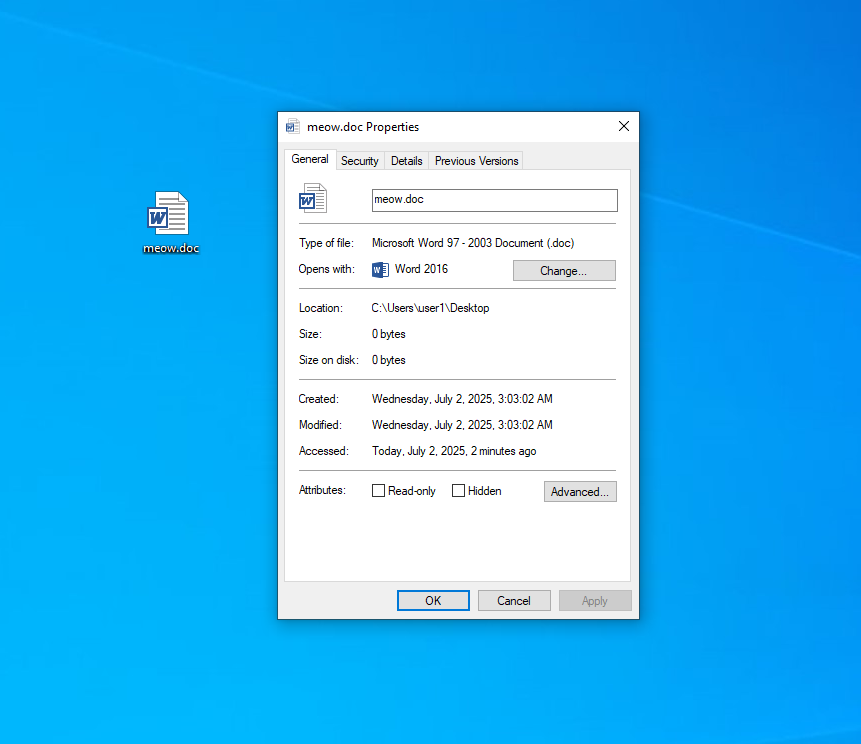 meow.doc Properties
General Security Details Previous Versions
meow.doc
meow.doc
Type of file: Microsoft Word 97 - 2003 Document (.doc)
Opens with: Word 2016 Change...
Location: C:\Users\user1\Desktop
Size: 0 bytes
Size on disk: 0 bytes
Created: Wednesday, July 2, 2025, 3:03:02 AM
Modified: Wednesday, July 2, 2025, 3:03:02 AM
Accessed: Today, July 2, 2025, 2 minutes ago
Attributes: Read-only Hidden Advanced...
OK Cancel Apply